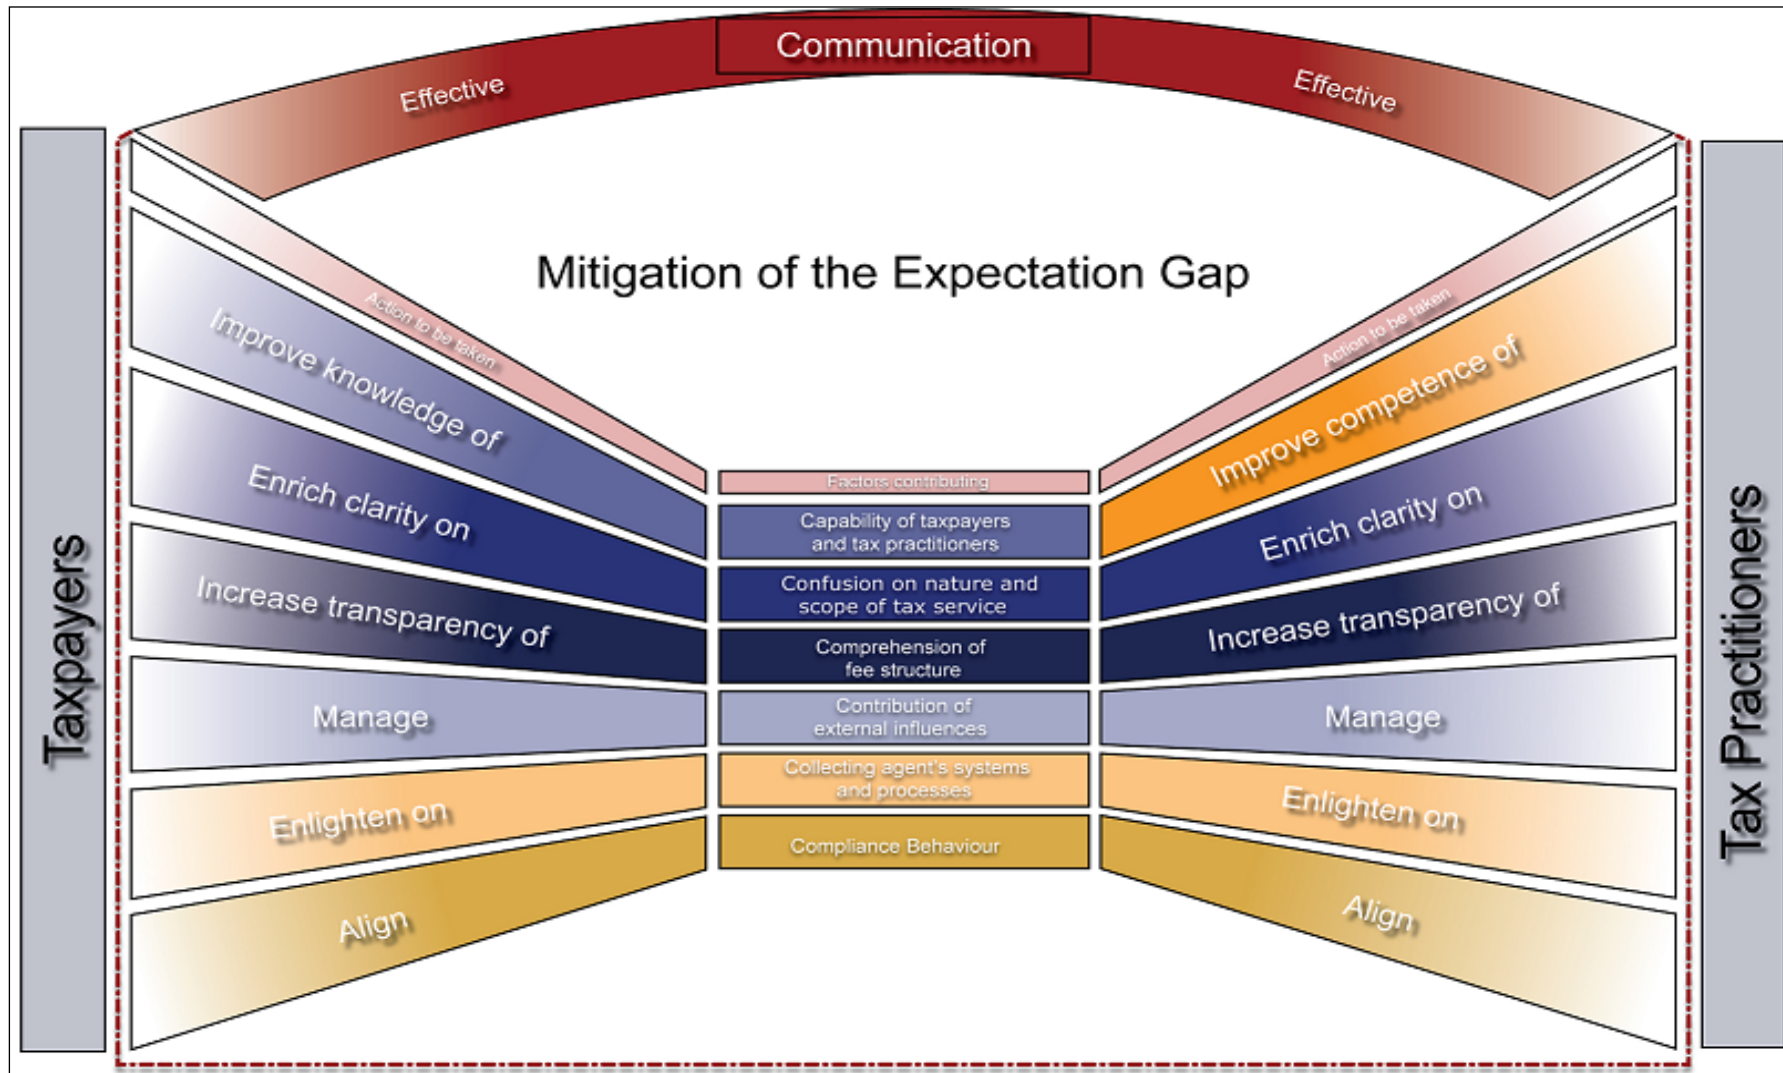 Communication
Effective
Effective
Mitigation of the Expectation Gap
Taxpayers
Tax Practitioners
Action to be taken
Factors contributing
Action to be taken
Improve knowledge of
Capability of taxpayers
and tax practitioners
Improve competence of
Enrich clarity on
Confusion on nature and
scope of tax service
Enrich clarity on
Increase transparency of
Comprehension of
fee structure
Increase transparency of
Manage
Contribution of
external influences
Manage
Enlighten on
Collecting agent's systems
and processes
Enlighten on
Align
Compliance Behaviour
Align